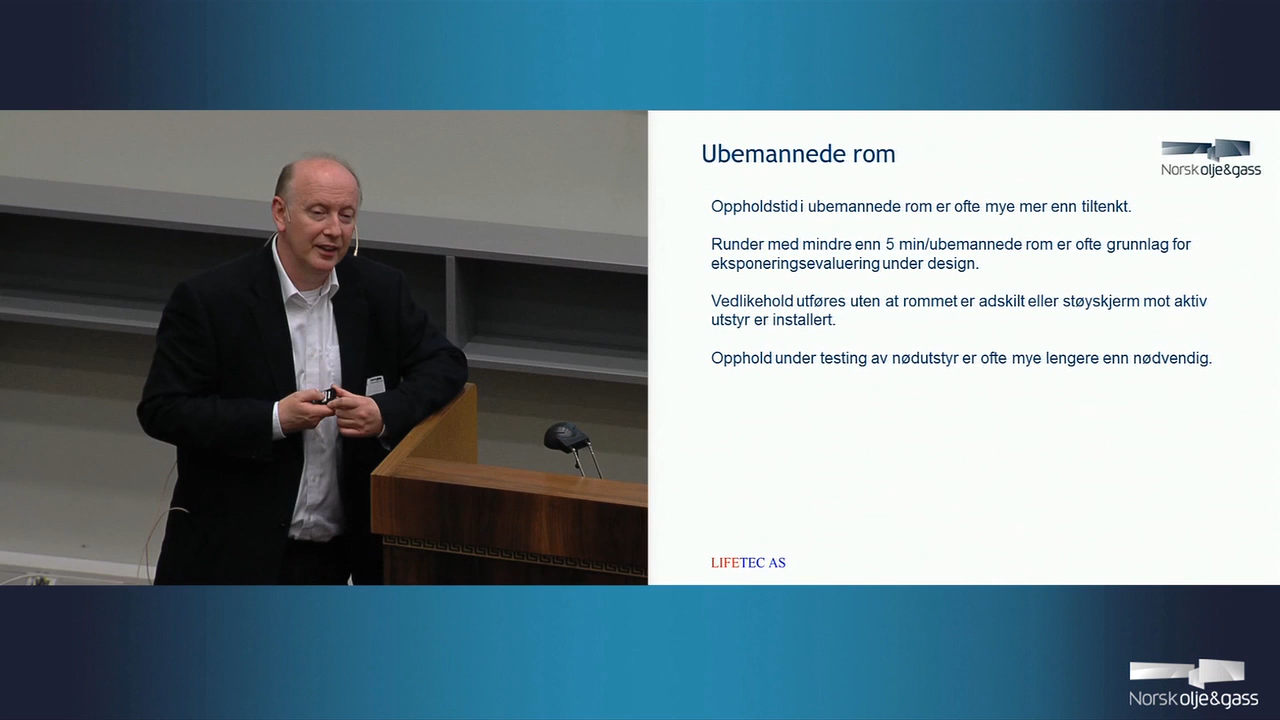 Ubemannede rom
Norsk olje&gass
Oppholdstid i ubemannede rom er ofte mye mer enn tiltenkt.
Runder med mindre enn 5 min/ubemannede rom er ofte grunnlag for
eksponeringsevaluering under design.
Vedlikehold utføres uten at rommet er adskilt eller støyskjerm mot aktiv
utstyr er installert.
Opphold under testing av nødutstyr er ofte mye lengere enn nødvendig.
LIFETEC AS
Norsk olje&gass